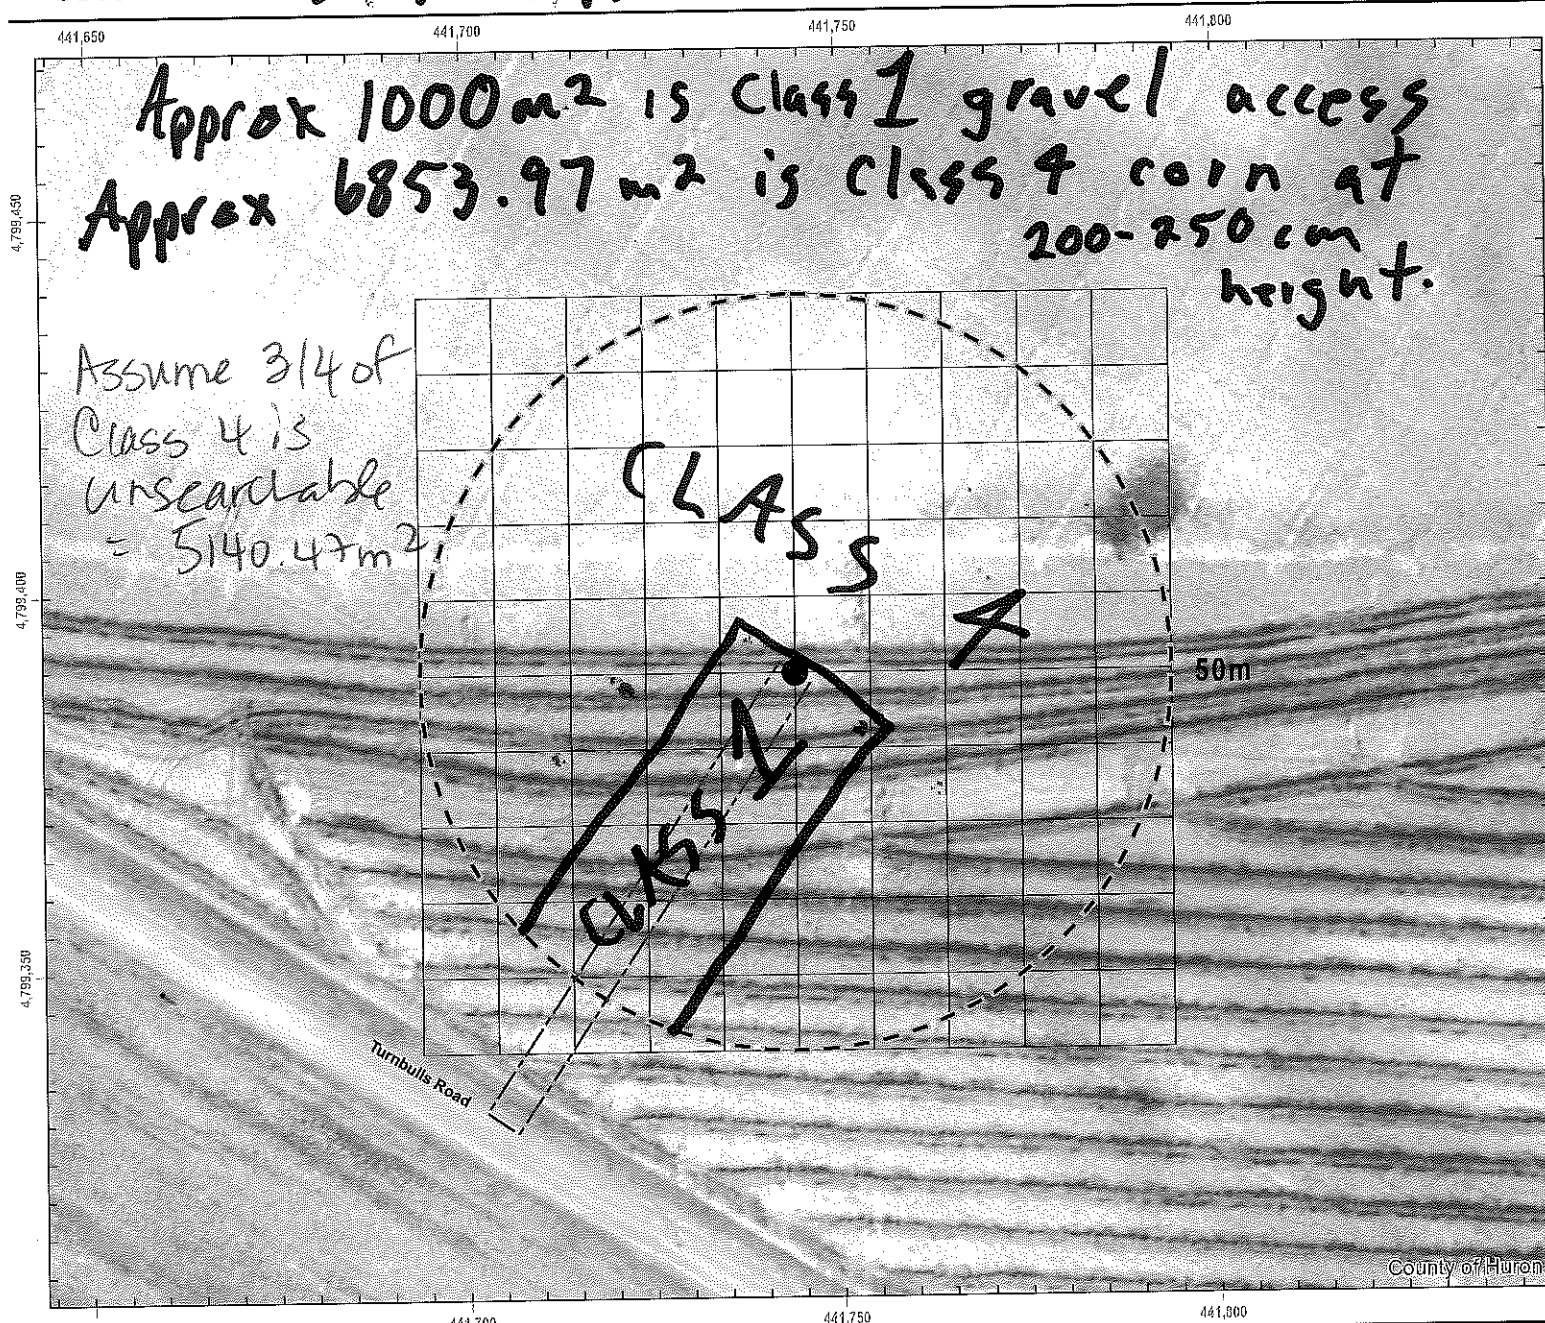 441,650
441,700
441,750
441,800
Approx 1000m² is Class 1 gravel access
Approx 6853.97 m² is Class 4 corn at
200-250 cm
height.
4,799,450
Assume 3/4 of
Class 4 is
unsearchable
= 5140.47m²
CLASS 4
4,799,400
50m
CLASS 1
4,799,350
Turnbulls Road
County of Huron
441,700
441,750
441,800